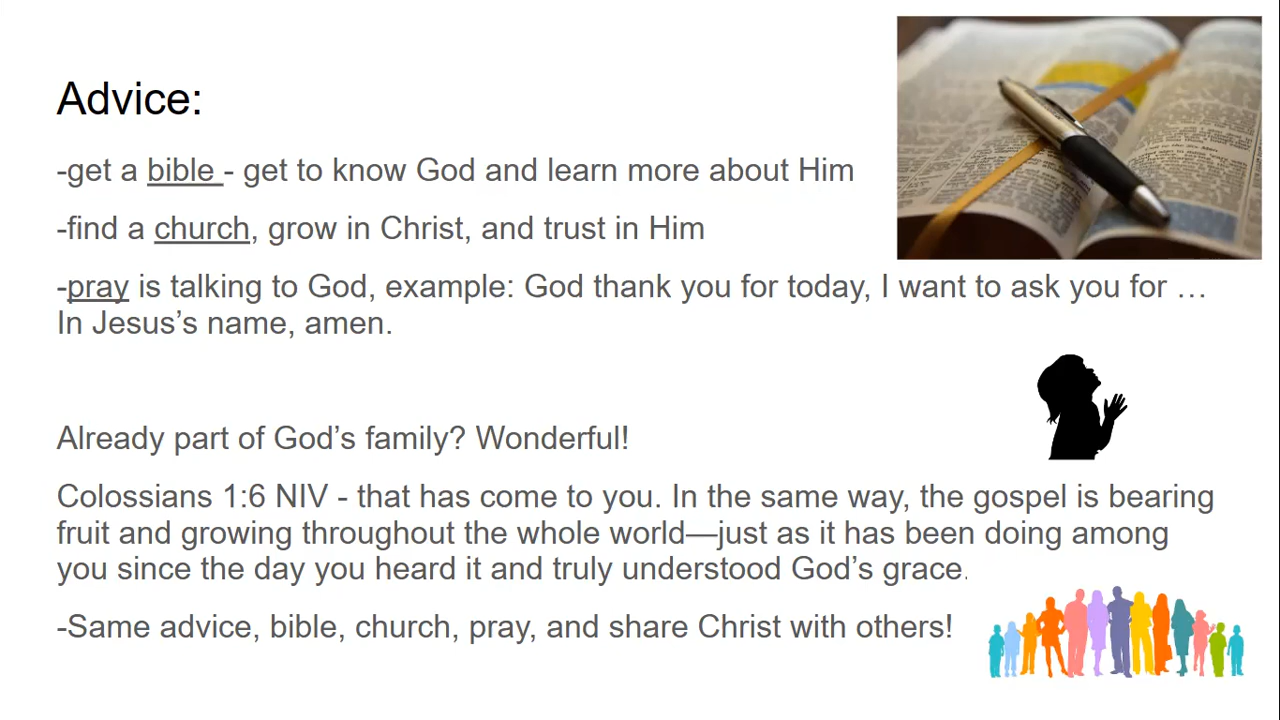 Advice:
-get a bible - get to know God and learn more about Him
-find a church, grow in Christ, and trust in Him
-pray is talking to God, example: God thank you for today, I want to ask you for …
In Jesus’s name, amen.
Already part of God’s family? Wonderful!
Colossians 1:6 NIV - that has come to you. In the same way, the gospel is bearing
fruit and growing throughout the whole world—just as it has been doing among
you since the day you heard it and truly understood God’s grace.
-Same advice, bible, church, pray, and share Christ with others!